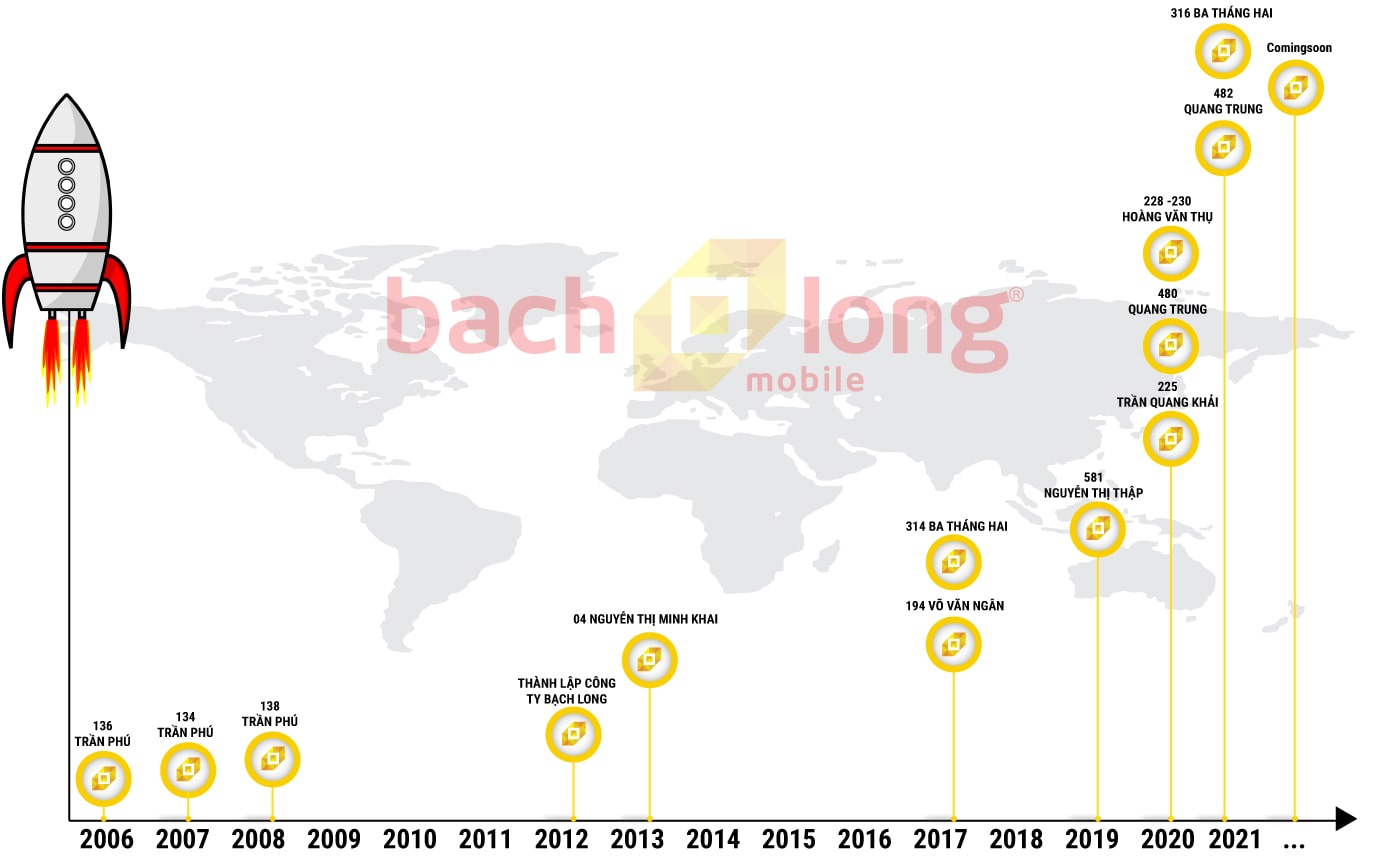 316 BA THÁNG HAI
Comingsoon
482
QUANG TRUNG
228 -230
HOÀNG VĂN THỤ
bach long®
mobile
480
QUANG TRUNG
225
TRẦN QUANG KHẢI
581
NGUYỄN THỊ THẬP
314 BA THÁNG HAI
194 VÕ VĂN NGÂN
04 NGUYỄN THỊ MINH KHAI
THÀNH LẬP CÔNG
TY BẠCH LONG
138
TRẦN PHÚ
134
TRẦN PHÚ
136
TRẦN PHÚ
2006 2007 2008 2009 2010 2011 2012 2013 2014 2015 2016 2017 2018 2019 2020 2021 ...